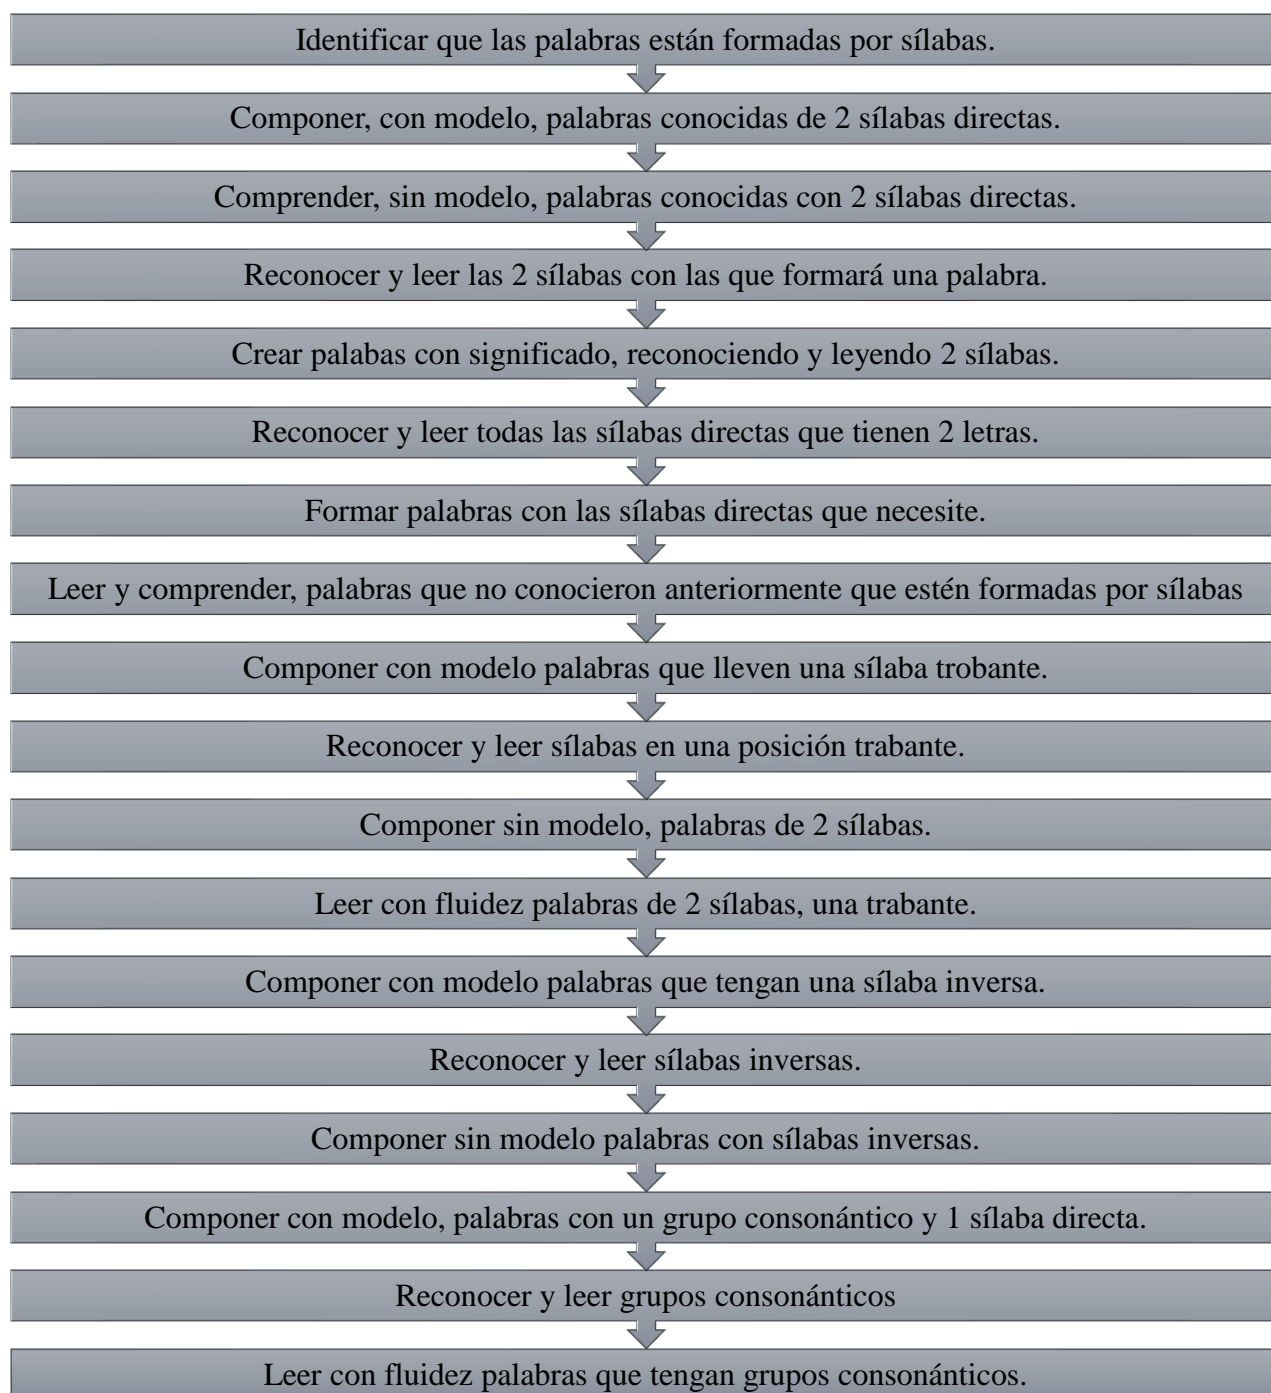 Identificar que las palabras están formadas por sílabas.
Componer, con modelo, palabras conocidas de 2 sílabas directas.
Comprender, sin modelo, palabras conocidas con 2 sílabas directas.
Reconocer y leer las 2 sílabas con las que formará una palabra.
Crear palabas con significado, reconociendo y leyendo 2 sílabas.
Reconocer y leer todas las sílabas directas que tienen 2 letras.
Formar palabras con las sílabas directas que necesite.
Leer y comprender, palabras que no conocieron anteriormente que estén formadas por sílabas
Componer con modelo palabras que lleven una sílaba trobante.
Reconocer y leer sílabas en una posición trabante.
Componer sin modelo, palabras de 2 sílabas.
Leer con fluidez palabras de 2 sílabas, una trabante.
Componer con modelo palabras que tengan una sílaba inversa.
Reconocer y leer sílabas inversas.
Componer sin modelo palabras con sílabas inversas.
Componer con modelo, palabras con un grupo consonántico y 1 sílaba directa.
Reconocer y leer grupos consonánticos
Leer con fluidez palabras que tengan grupos consonánticos.